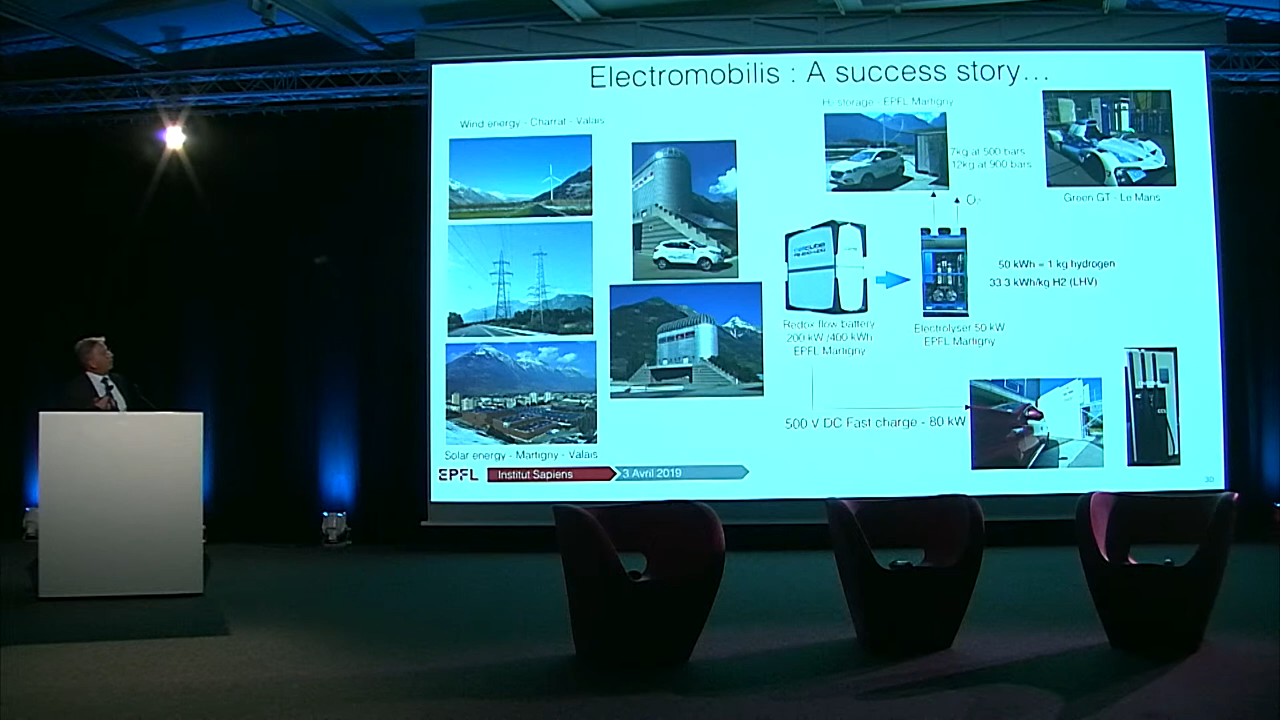 Electromobilis : A success story...
Wind energy - Charrat - Valais
H2 storage - EPFL Martigny
7kg at 500 bars
12kg at 900 bars
Green GT - Le Mans
O2
50 kWh = 1 kg hydrogen
33.3 kWh/kg H2 (LHV)
Redox flow battery
200 kW /400 kWh
EPFL Martigny
Electrolyser 50 kW
EPFL Martigny
500 V DC Fast charge - 80 kW
Solar energy - Martigny - Valais
EPFL Institut Sapiens 3 Avril 2019
30